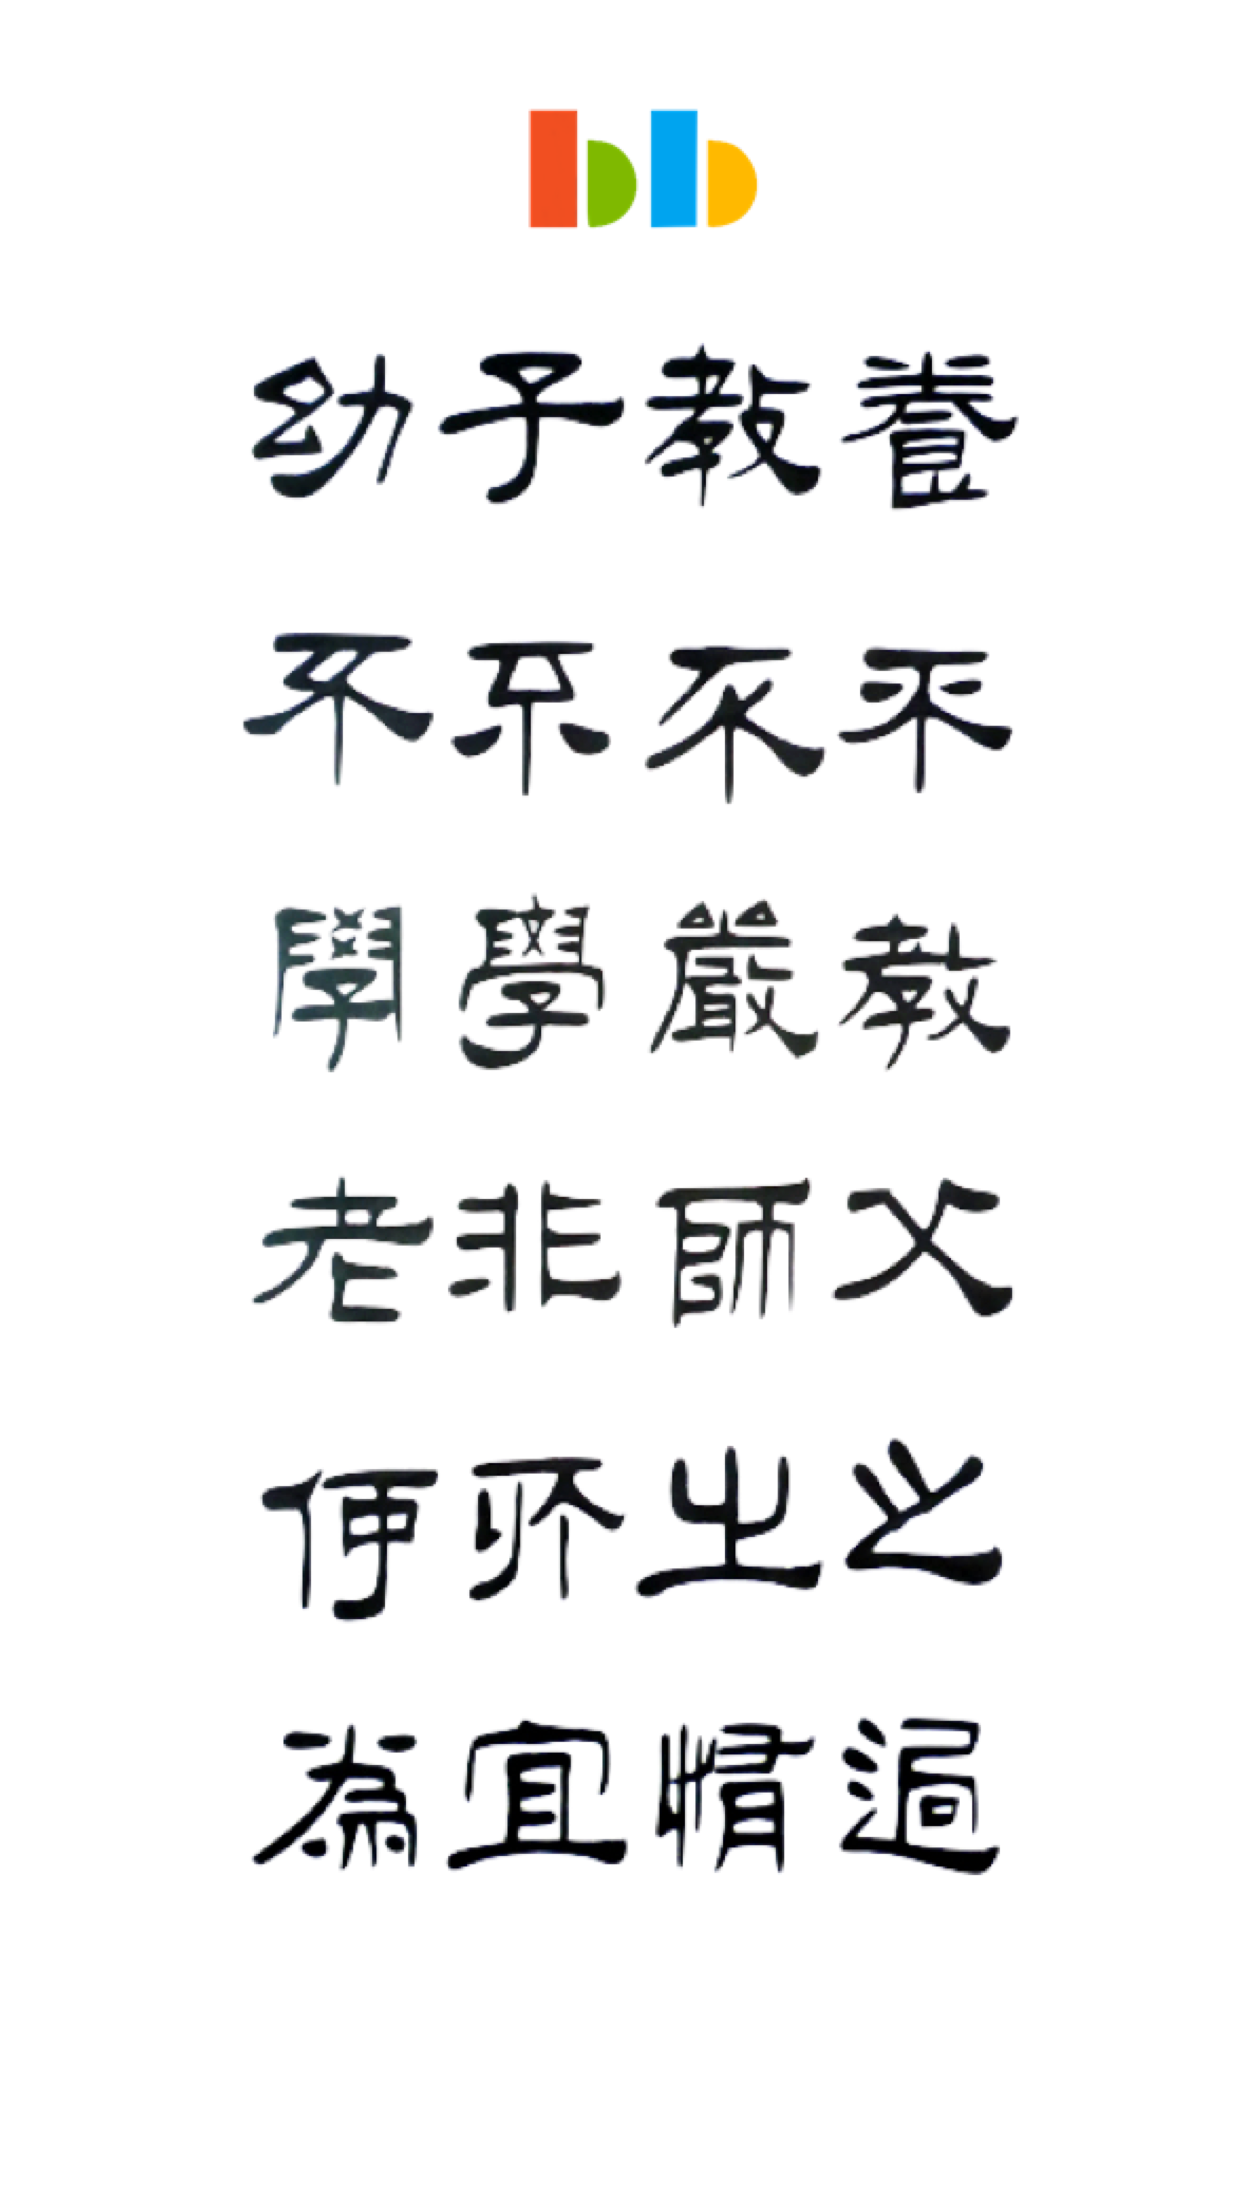 bb
養不教父之過
教不嚴師之惰
子不學非所宜
幼不學老何為